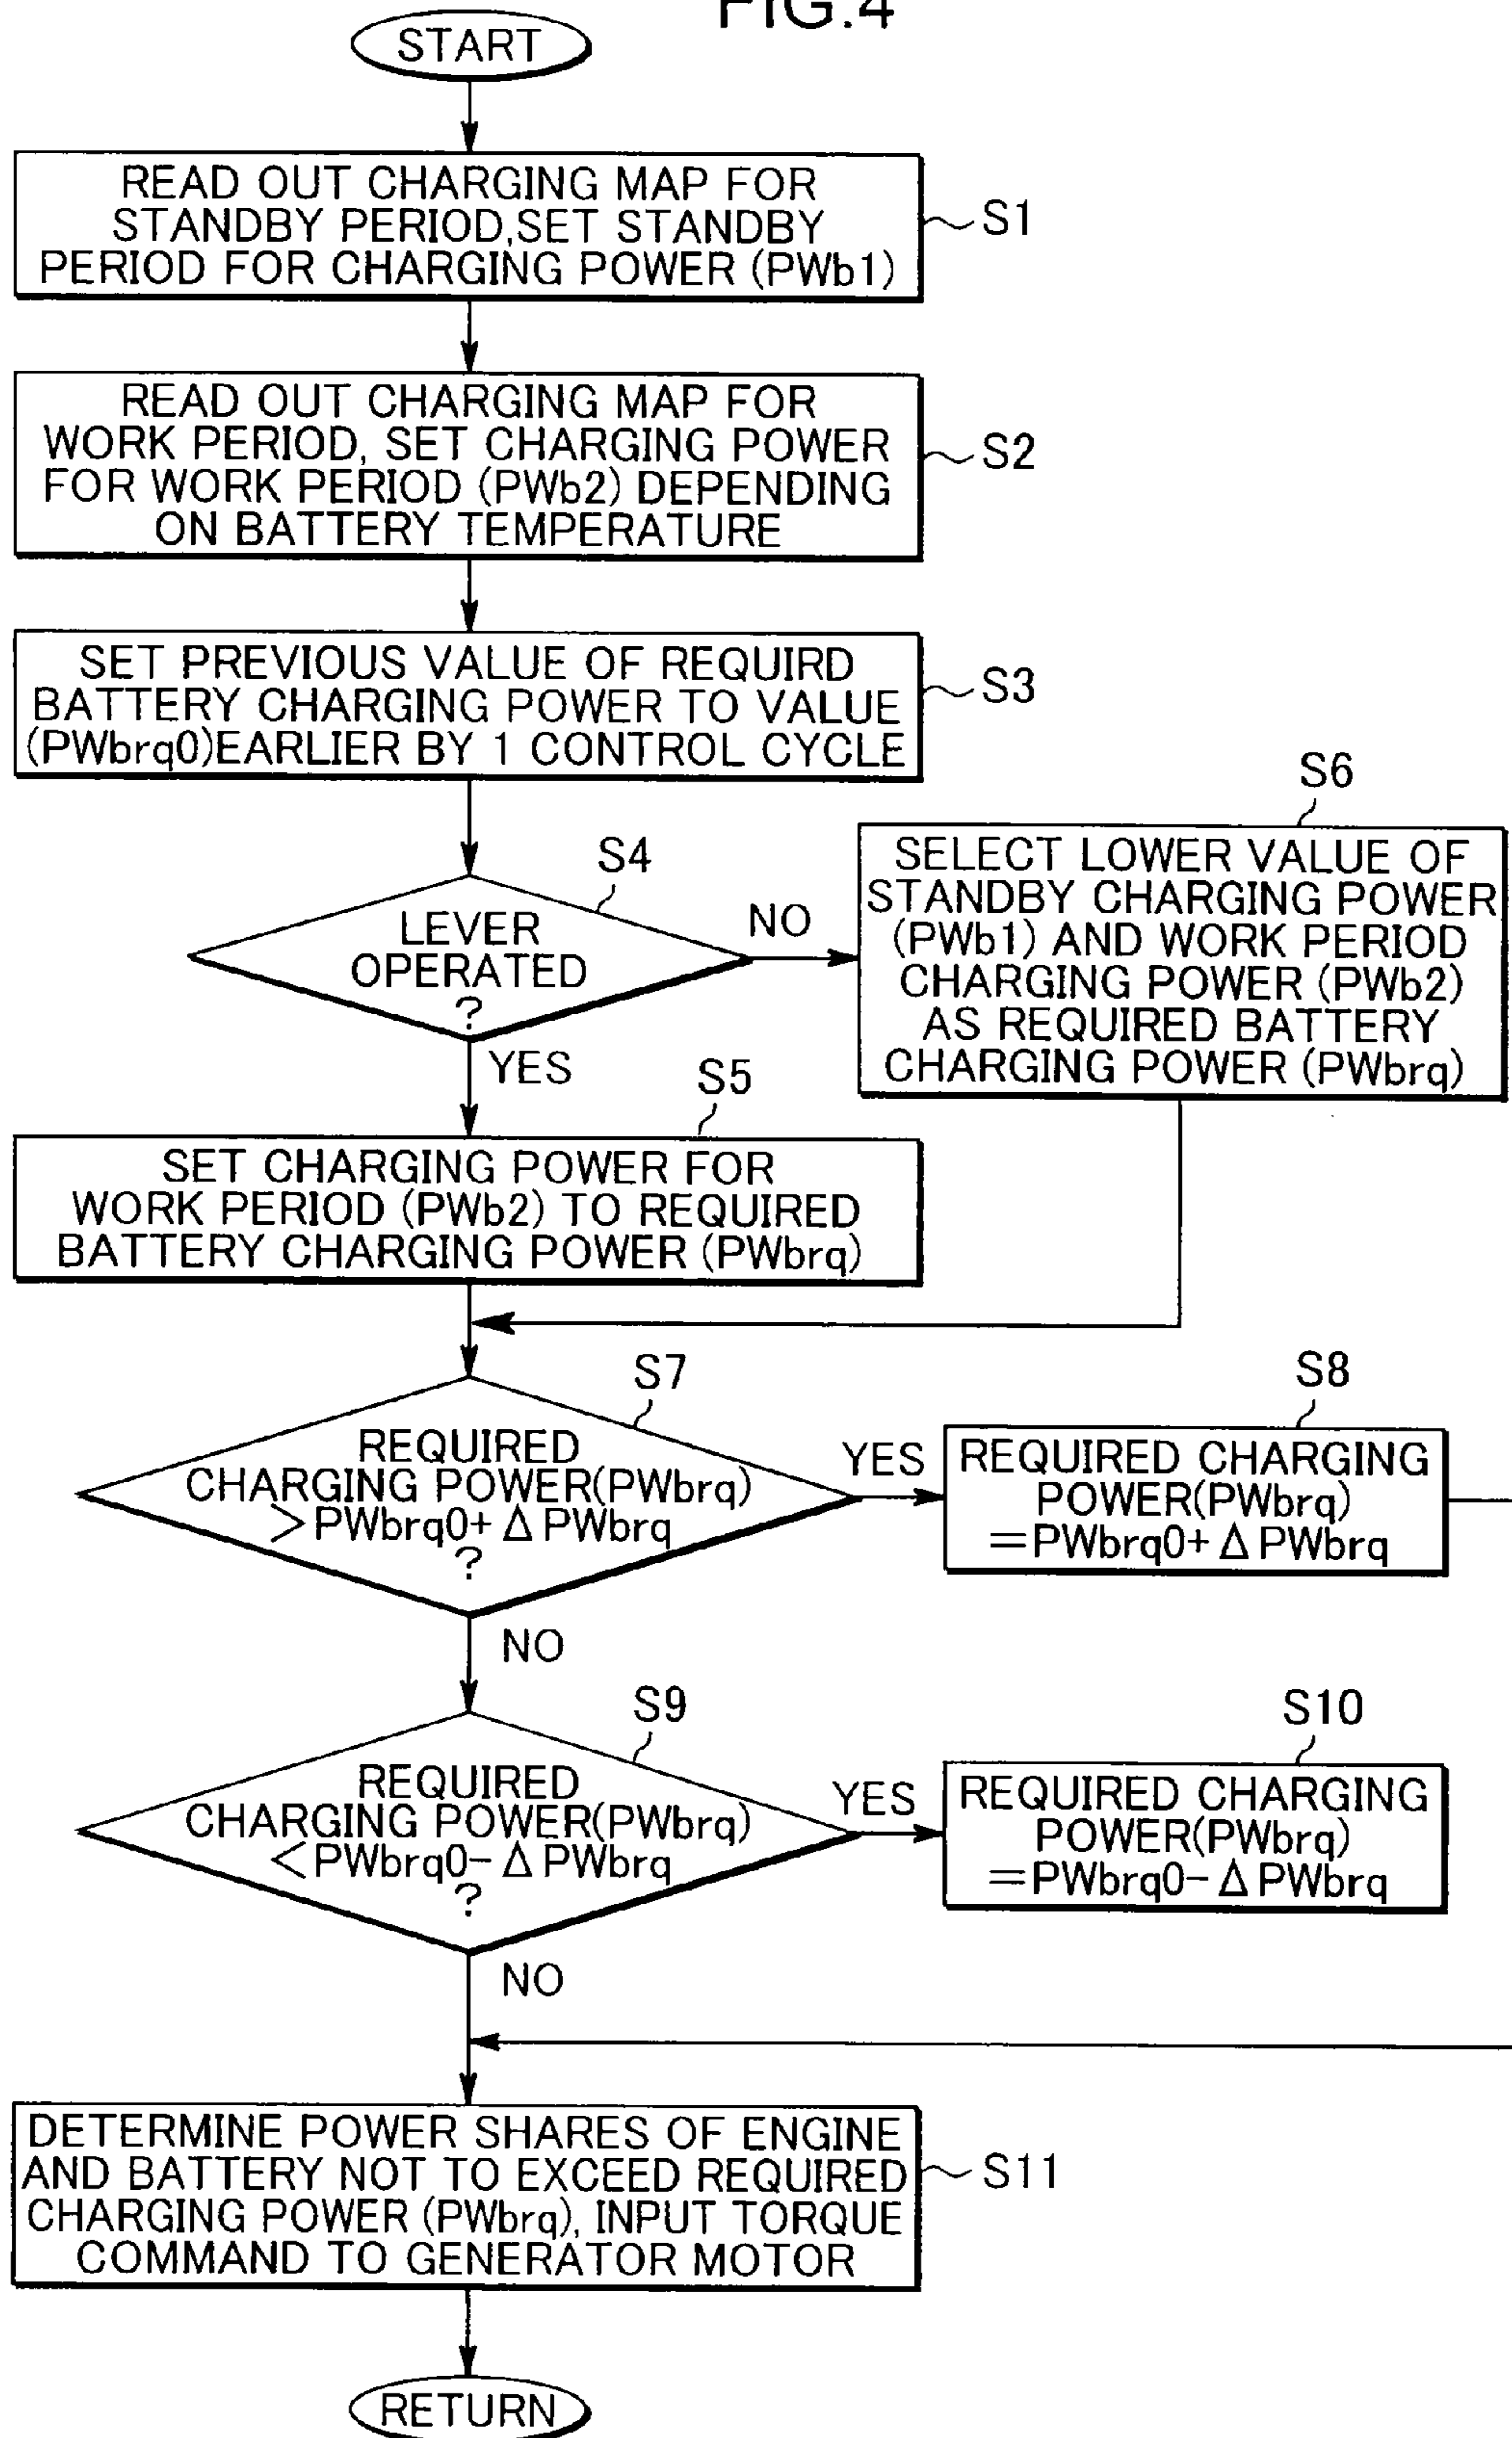 FIG.4
START
READ OUT CHARGING MAP FOR
STANDBY PERIOD,SET STANDBY
PERIOD FOR CHARGING POWER (PWb1)
S1
READ OUT CHARGING MAP FOR
WORK PERIOD, SET CHARGING POWER
FOR WORK PERIOD (PWb2) DEPENDING
ON BATTERY TEMPERATURE
S2
SET PREVIOUS VALUE OF REQUIRD
BATTERY CHARGING POWER TO VALUE
(PWbrq0)EARLIER BY 1 CONTROL CYCLE
S3
S4
LEVER
OPERATED
?
NO
YES
S6
SELECT LOWER VALUE OF
STANDBY CHARGING POWER
(PWb1) AND WORK PERIOD
CHARGING POWER (PWb2)
AS REQUIRED BATTERY
CHARGING POWER (PWbrq)
S5
SET CHARGING POWER FOR
WORK PERIOD (PWb2) TO REQUIRED
BATTERY CHARGING POWER (PWbrq)
S7
REQUIRED
CHARGING POWER(PWbrq)
>PWbrq0+ Δ PWbrq
?
YES
NO
S8
REQUIRED CHARGING
POWER(PWbrq)
=PWbrq0+ Δ PWbrq
S9
REQUIRED
CHARGING POWER(PWbrq)
<PWbrq0- Δ PWbrq
?
YES
NO
S10
REQUIRED CHARGING
POWER(PWbrq)
=PWbrq0- Δ PWbrq
DETERMINE POWER SHARES OF ENGINE
AND BATTERY NOT TO EXCEED REQUIRED
CHARGING POWER (PWbrq), INPUT TORQUE
COMMAND TO GENERATOR MOTOR
S11
RETURN